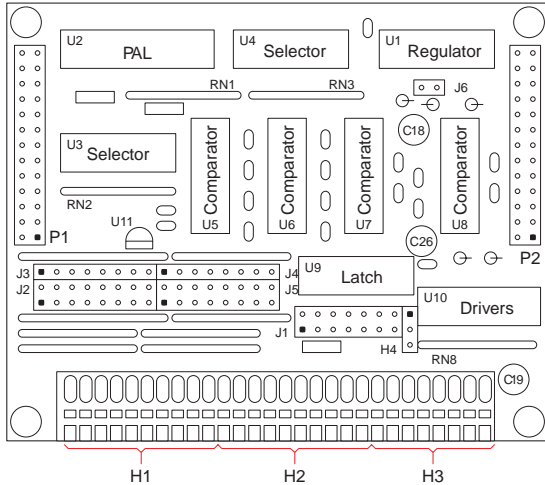 U2
PAL
U4
Selector
U1
Regulator
RN1
RN3
J6
C18
U3
Selector
Comparator
U5
Comparator
U6
Comparator
U7
Comparator
U8
RN2
U11
P1
C26
P2
J3
J4
J2
J5
U9
Latch
U10
Drivers
J1
H4
RN8
C19
H1
H2
H3